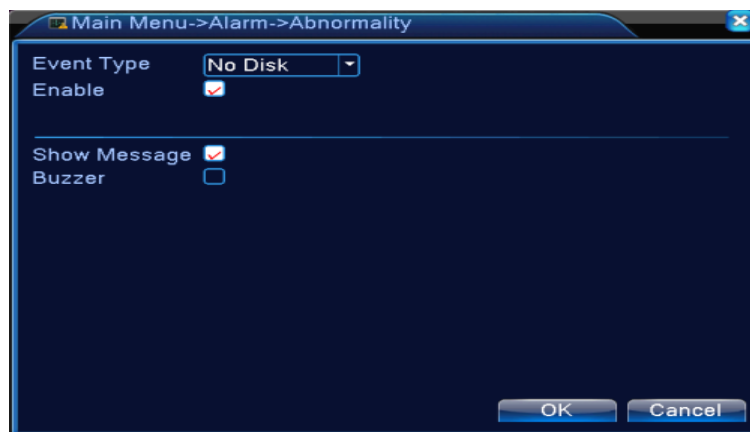 Main Menu->Alarm->Abnormality
Event Type No Disk
Enable
Show Message
Buzzer
OK Cancel